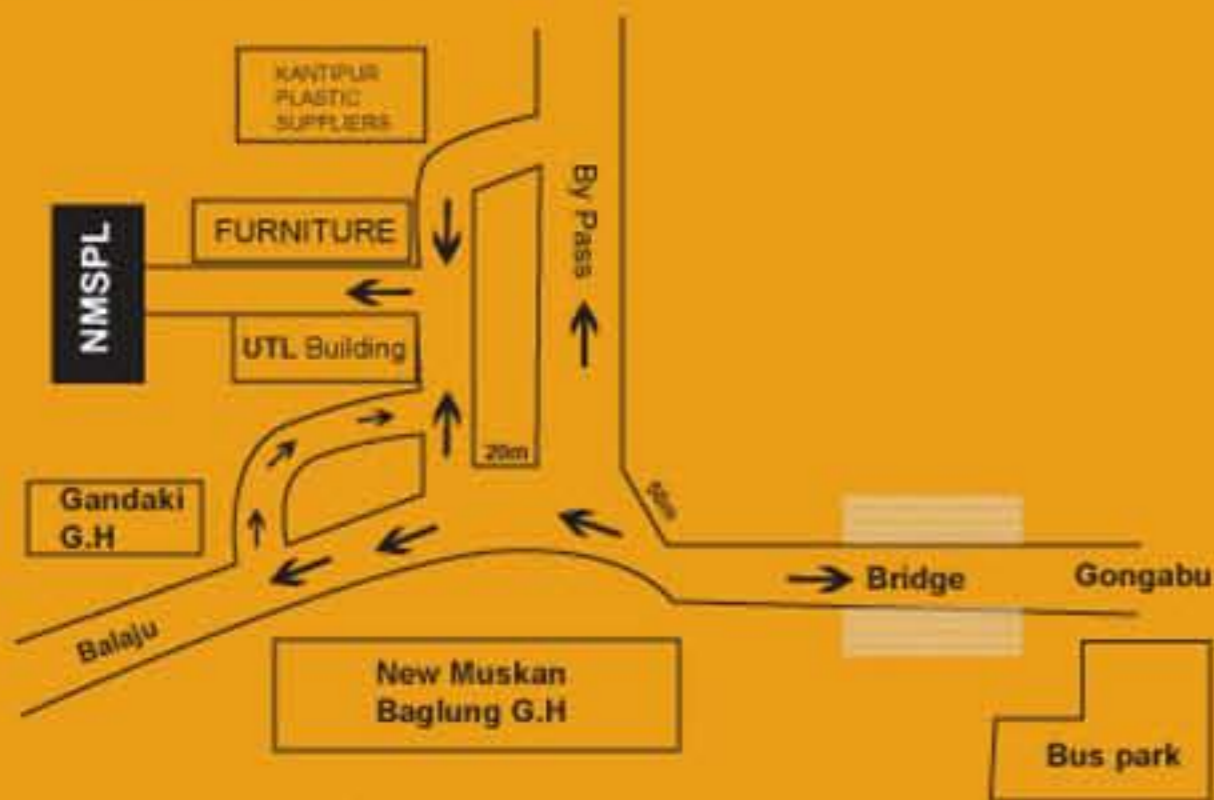 KANTIPUR
PLASTIC
SUPPLIERS
By Pass
FURNITURE
NMSPL
UTL Building
20m
Gandaki
G.H
Bridge
Gongabu
Balaju
New Muskan
Baglung G.H
Bus park